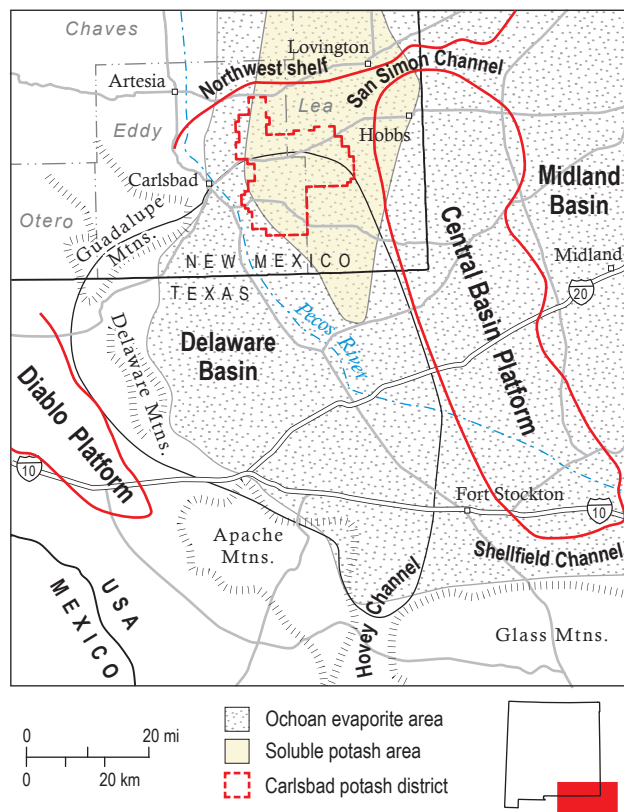 Chaves
Lovington
Artesia
Northwest shelf
San Simon Channel
Lea
Eddy
Hobbs
Carlsbad
Midland
Basin
Otero
Guadalupe
Mtns.
Central Basin Platform
Midland
NEW MEXICO
TEXAS
20
Pecos River
Delaware
Basin
Delaware Mtns.
Diablo Platform
10
Fort Stockton
10
Apache
Mtns.
Shellfield Channel
USA
MEXICO
Hovey Channel
Glass Mtns.
0 20 mi
0 20 km
Ochoan evaporite area
Soluble potash area
Carlsbad potash district